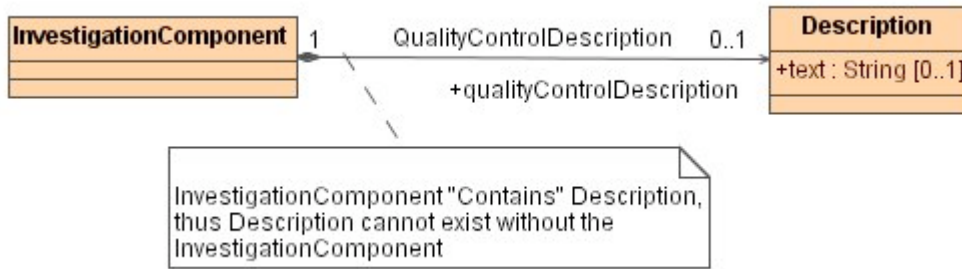 InvestigationComponent
1
QualityControlDescription
0..1
+qualityControlDescription
Description
+text : String [0..1]
InvestigationComponent "Contains" Description,
thus Description cannot exist without the
InvestigationComponent